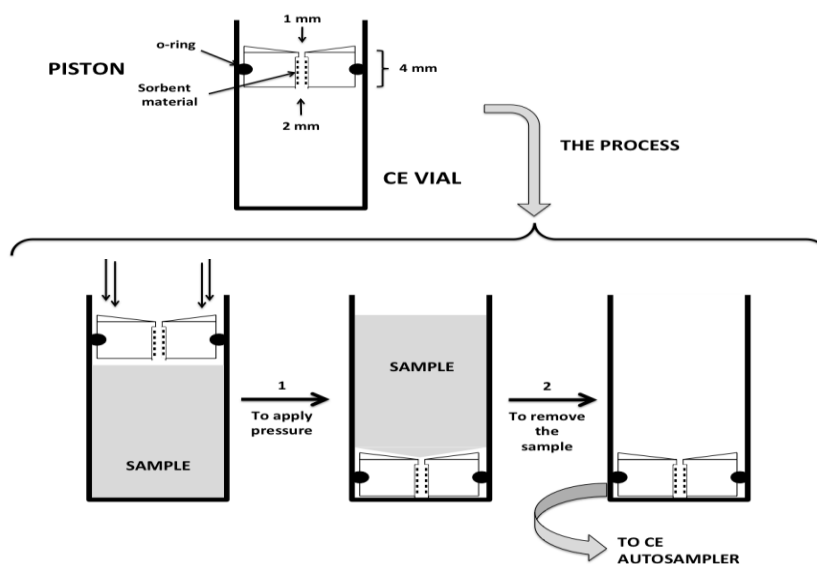 1 mm
o-ring
PISTON
4 mm
Sorbent
material
2 mm
THE PROCESS
CE VIAL
SAMPLE
1
To apply
pressure
SAMPLE
2
To remove
the
sample
TO CE
AUTOSAMPLER